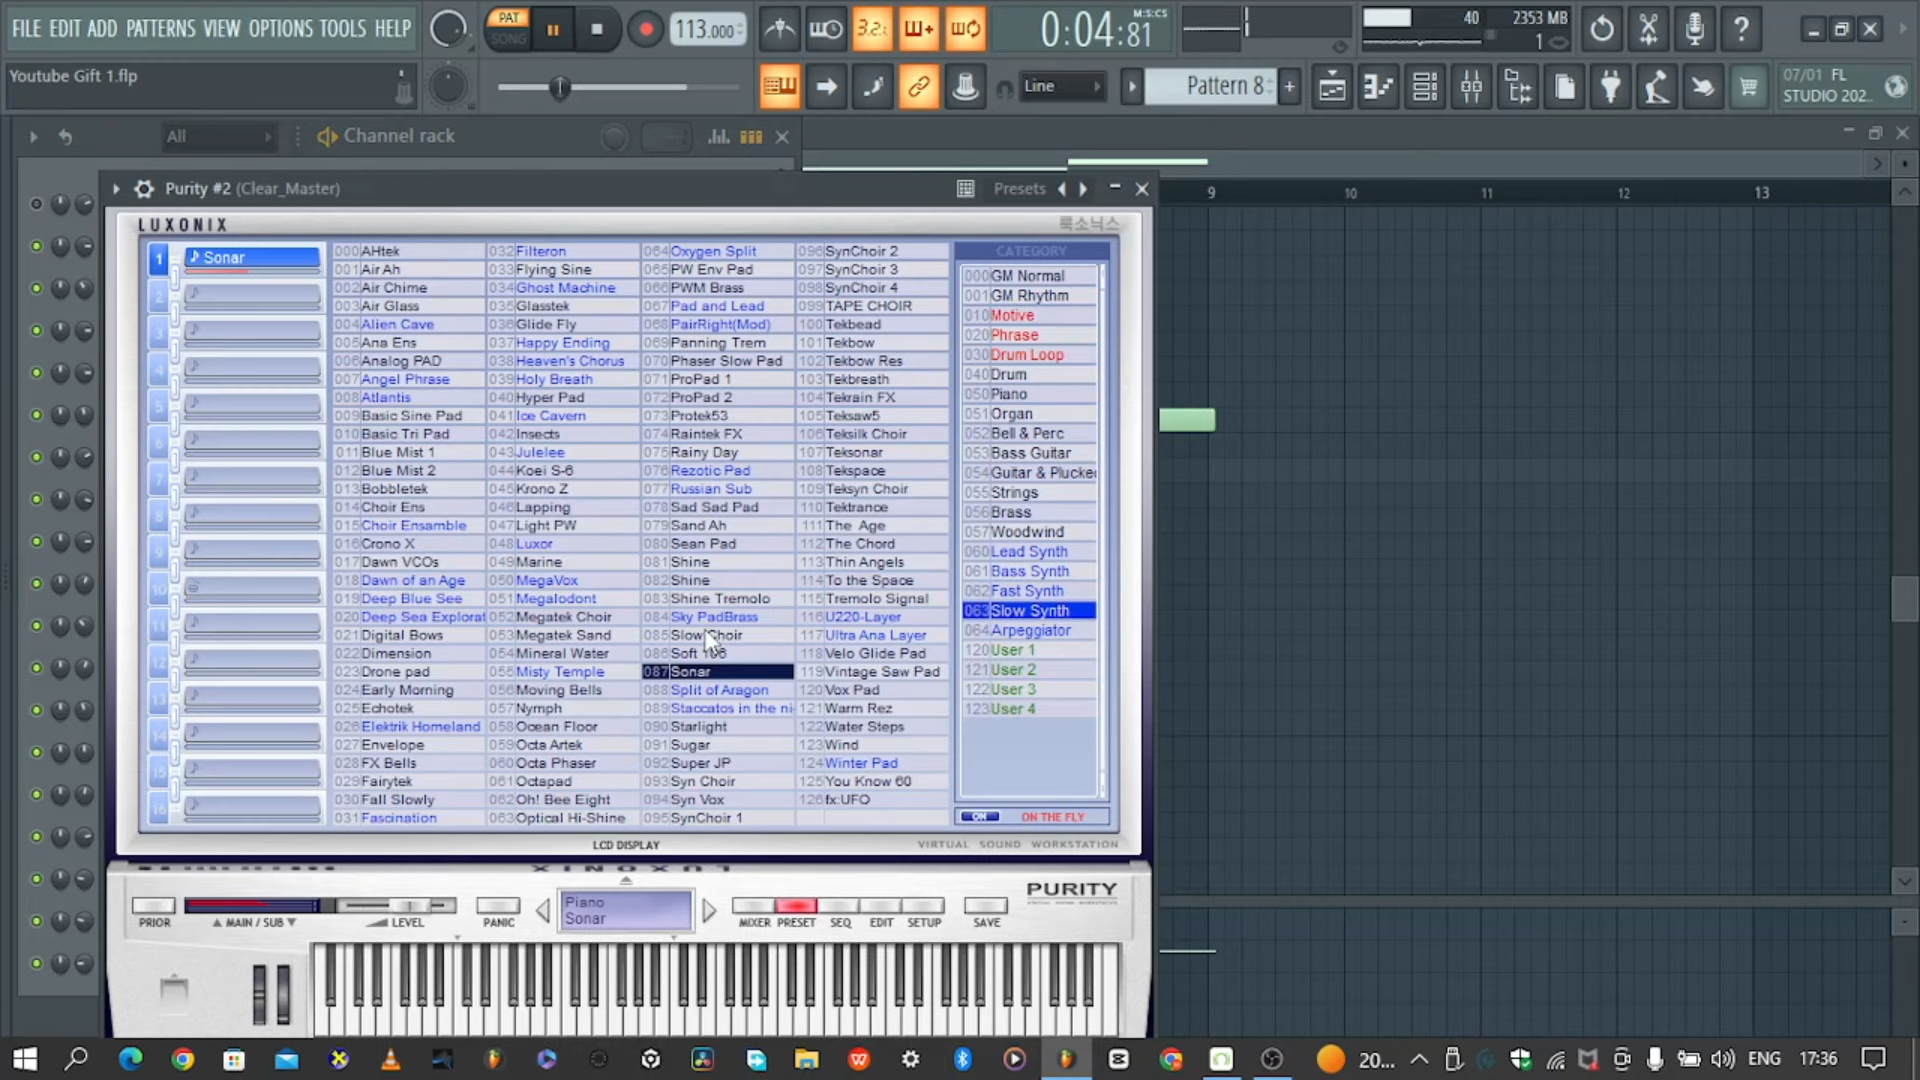 FILE EDIT ADD PATTERNS VIEW OPTIONS TOOLS HELP
PAT
SONG
113.000
3.2.
0:04:81
M:S:CS
40
2353 MB
1
Youtube Gift 1.flp
Line
Pattern 8
07/01 FL
STUDIO 202..
All
Channel rack
Purity #2 (Clear_Master)
Presets
9 10 11 12 13
LUXONIX
룩소닉스
1 Sonar
2
3
4
5
6
7
8
9
10
11
12
13
14
15
16
000 AHtek
001 Air Ah
002 Air Chime
003 Air Glass
004 Alien Cave
005 Ana Ens
006 Analog PAD
007 Angel Phrase
008 Atlantis
009 Basic Sine Pad
010 Basic Tri Pad
011 Blue Mist 1
012 Blue Mist 2
013 Bobbletek
014 Choir Ens
015 Choir Ensamble
016 Crono X
017 Dawn VCOs
018 Dawn of an Age
019 Deep Blue See
020 Deep Sea Explorat
021 Digital Bows
022 Dimension
023 Drone pad
024 Early Morning
025 Echotek
026 Elektrik Homeland
027 Envelope
028 FX Bells
029 Fairytek
030 Fall Slowly
031 Fascination
032 Filteron
033 Flying Sine
034 Ghost Machine
035 Glasstek
036 Glide Fly
037 Happy Ending
038 Heaven's Chorus
039 Holy Breath
040 Hyper Pad
041 Ice Cavern
042 Insects
043 Julelee
044 Koei S-6
045 Krono Z
046 Lapping
047 Light PW
048 Luxor
049 Marine
050 MegaVox
051 Megalodont
052 Megatek Choir
053 Megatek Sand
054 Mineral Water
055 Misty Temple
056 Moving Bells
057 Nymph
058 Ocean Floor
059 Octa Artek
060 Octa Phaser
061 Octapad
062 Oh! Bee Eight
063 Optical Hi-Shine
064 Oxygen Split
065 PW Env Pad
066 PWM Brass
067 Pad and Lead
068 PairRight(Mod)
069 Panning Trem
070 Phaser Slow Pad
071 ProPad 1
072 ProPad 2
073 Protek53
074 Raintek FX
075 Rainy Day
076 Rezotic Pad
077 Russian Sub
078 Sad Sad Pad
079 Sand Ah
080 Sean Pad
081 Shine
082 Shine
083 Shine Tremolo
084 Sky PadBrass
085 Slow Choir
086 Soft
087 Sonar
088 Split of Aragon
089 Staccatos in the ni
090 Starlight
091 Sugar
092 Super JP
093 Syn Choir
094 Syn Vox
095 SynChoir 1
096 SynChoir 2
097 SynChoir 3
098 SynChoir 4
099 TAPE CHOIR
100 Tekbead
101 Tekbow
102 Tekbow Res
103 Tekbreath
104 Tekrain FX
105 Teksaw5
106 Teksilk Choir
107 Teksonar
108 Tekspace
109 Teksyn Choir
110 Tektrance
111 The Age
112 The Chord
113 Thin Angels
114 To the Space
115 Tremolo Signal
116 U220-Layer
117 Ultra Ana Layer
118 Velo Glide Pad
119 Vintage Saw Pad
120 Vox Pad
121 Warm Rez
122 Water Steps
123 Wind
124 Winter Pad
125 You Know 60
126 fx:UFO
CATEGORY
000 GM Normal
001 GM Rhythm
010 Motive
020 Phrase
030 Drum Loop
040 Drum
050 Piano
051 Organ
052 Bell & Perc
053 Bass Guitar
054 Guitar & Plucke
055 Strings
056 Brass
057 Woodwind
060 Lead Synth
061 Bass Synth
062 Fast Synth
063 Slow Synth
064 Arpeggiator
120 User 1
121 User 2
122 User 3
123 User 4
ON
ON THE FLY
LCD DISPLAY
VIRTUAL SOUND WORKSTATION
PRIOR
MAIN / SUB
LEVEL
PANIC
Piano
Sonar
MIXER PRESET SEQ EDIT SETUP
SAVE
PURITY
20...
ENG
17:36